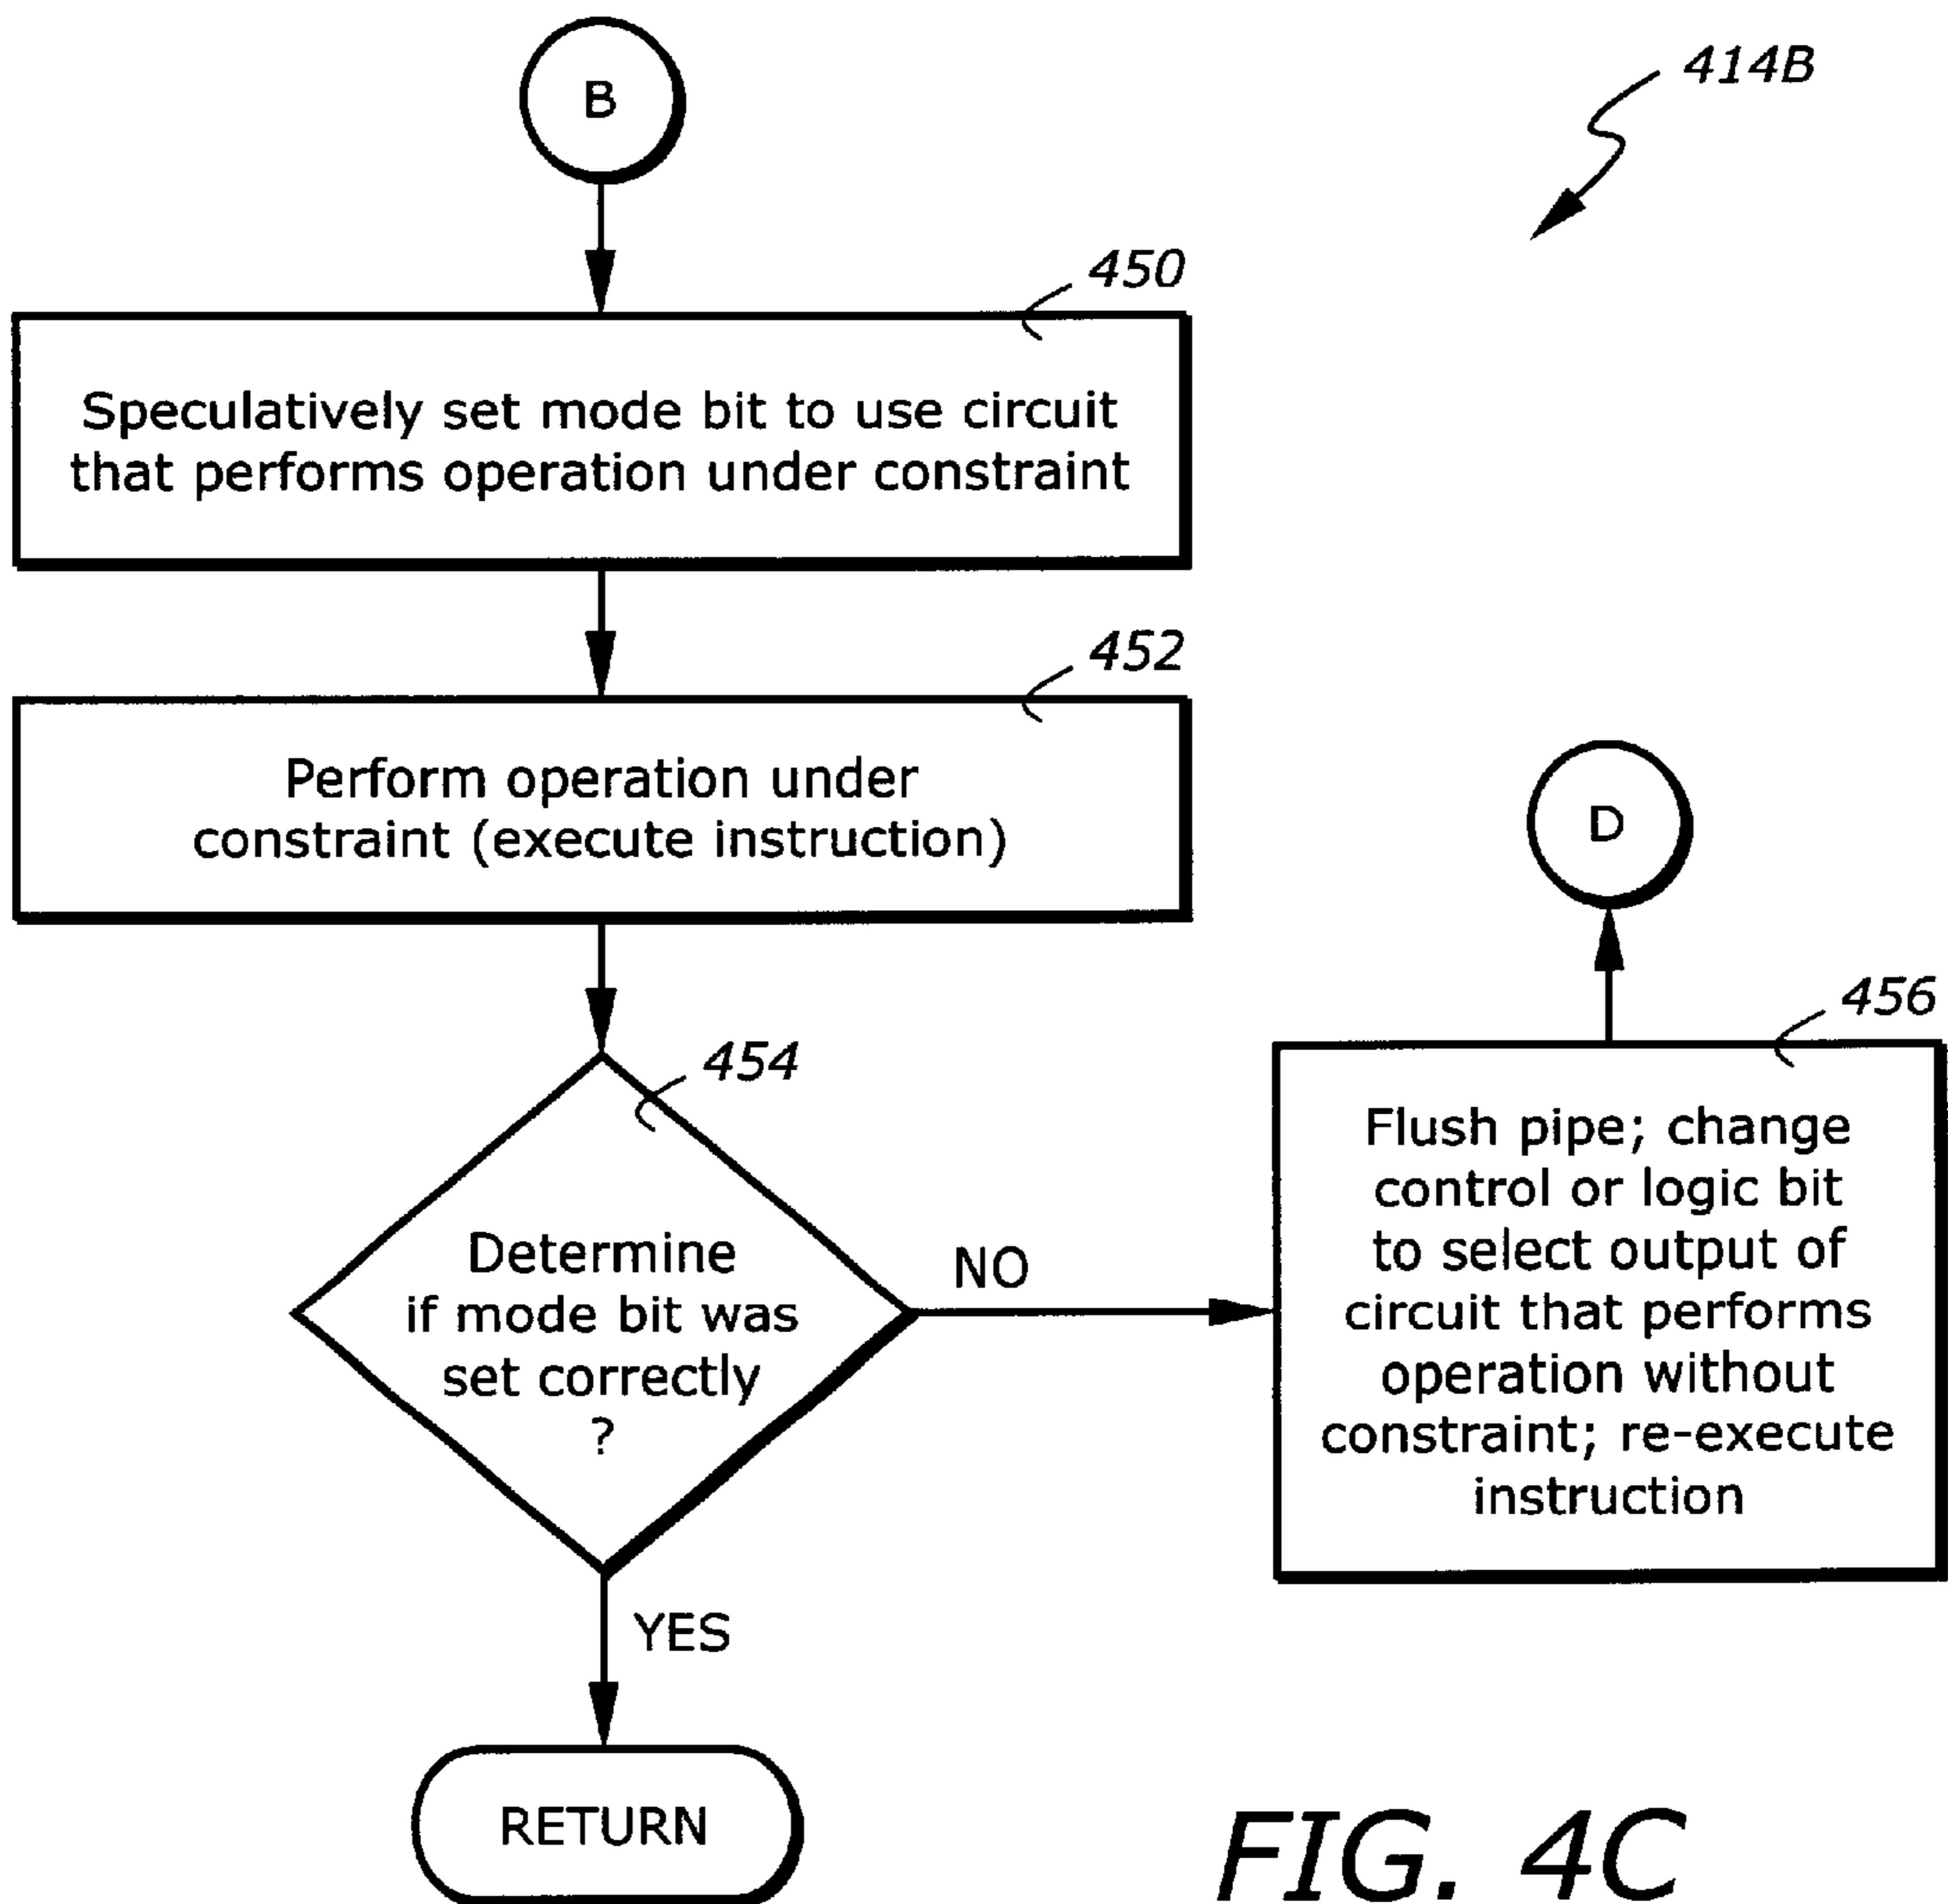 B
414B
450
Speculatively set mode bit to use circuit
that performs operation under constraint
452
Perform operation under
constraint (execute instruction)
D
454
Determine
if mode bit was
set correctly
?
NO
456
Flush pipe; change
control or logic bit
to select output of
circuit that performs
operation without
constraint; re-execute
instruction
YES
RETURN
FIG. 4C